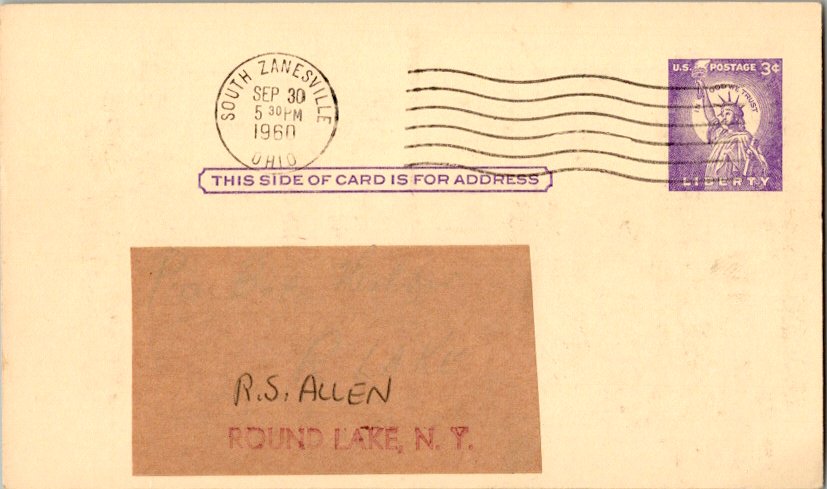 SOUTH ZANESVILLE
SEP 30
5 30 PM
1960
OHIO
U.S. POSTAGE 3¢
IN GOD WE TRUST
LIBERTY
THIS SIDE OF CARD IS FOR ADDRESS
R.S. ALLEN
ROUND LAKE, N. Y.